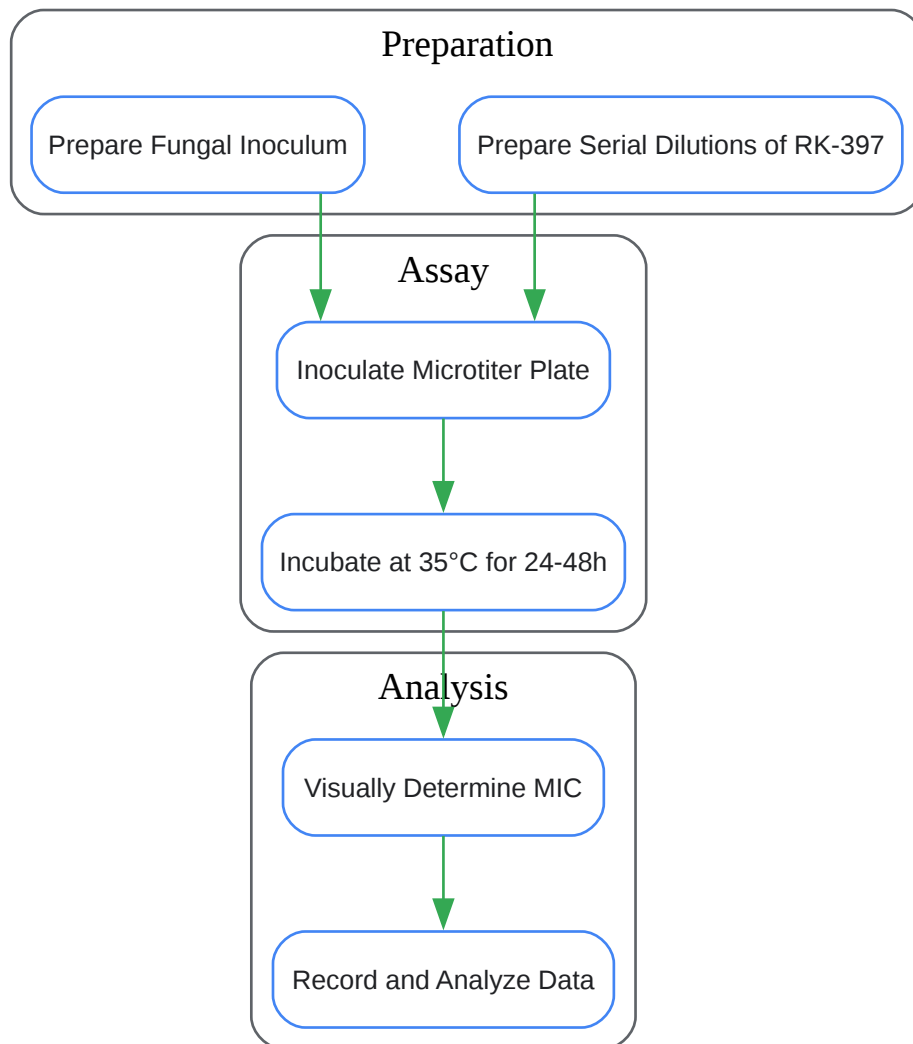 Preparation
Prepare Fungal Inoculum
Prepare Serial Dilutions of RK-397
Assay
Inoculate Microtiter Plate
Incubate at 35°C for 24-48h
Analysis
Visually Determine MIC
Record and Analyze Data